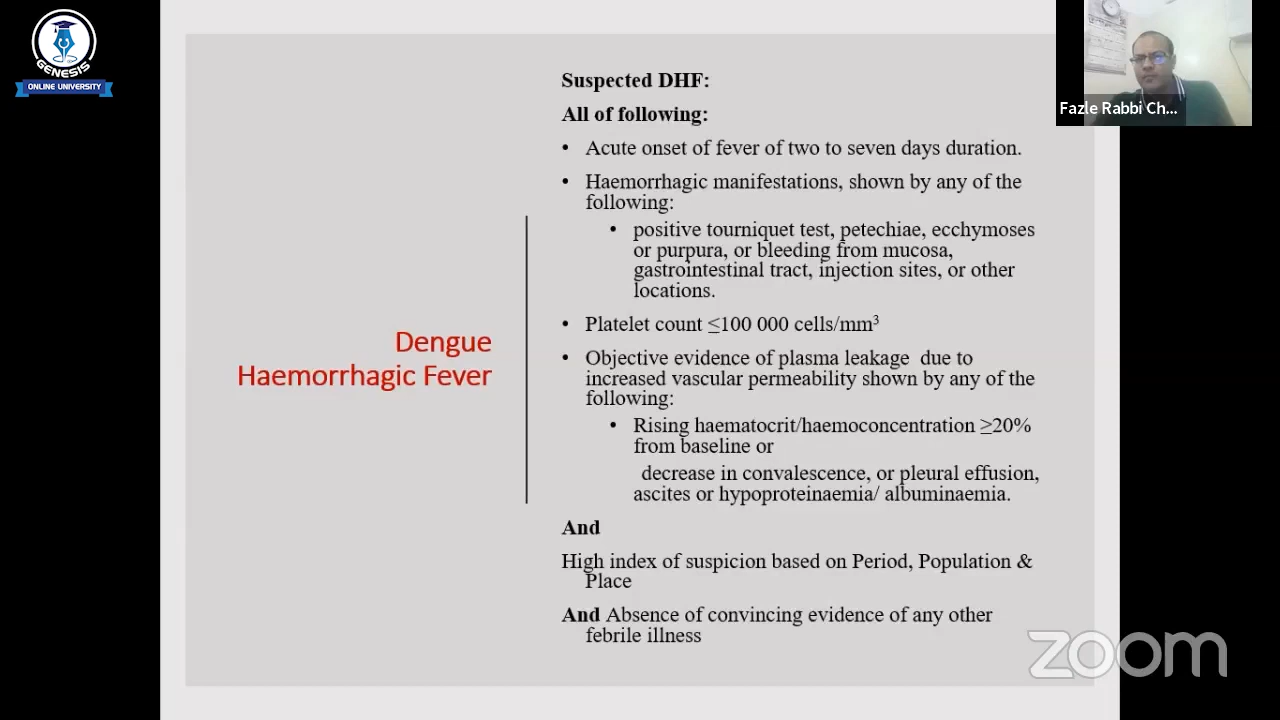 GENESIS
ONLINE UNIVERSITY
Fazle Rabbi Ch...
Suspected DHF:
All of following:
• Acute onset of fever of two to seven days duration.
• Haemorrhagic manifestations, shown by any of the
following:
• positive tourniquet test, petechiae, ecchymoses
or purpura, or bleeding from mucosa,
gastrointestinal tract, injection sites, or other
locations.
• Platelet count ≤100 000 cells/mm³
• Objective evidence of plasma leakage due to
increased vascular permeability shown by any of the
following:
• Rising haematocrit/haemoconcentration ≥20%
from baseline or
decrease in convalescence, or pleural effusion,
ascites or hypoproteinaemia/ albuminaemia.
And
High index of suspicion based on Period, Population &
Place
And Absence of convincing evidence of any other
febrile illness
Dengue
Haemorrhagic Fever
zoom